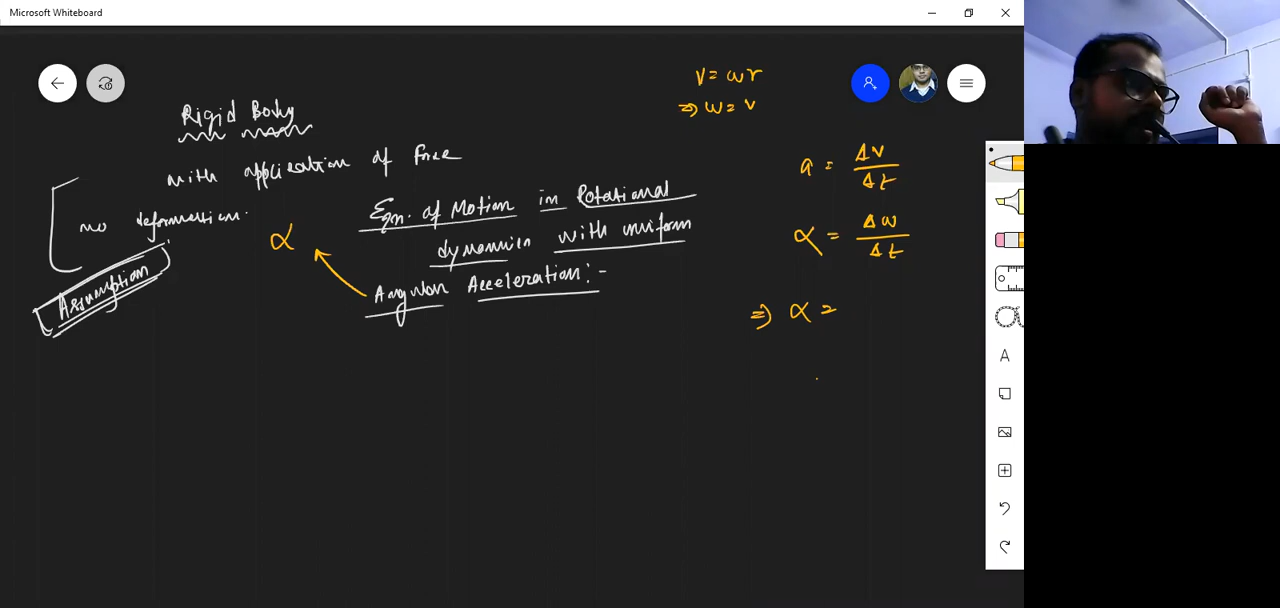 Microsoft Whiteboard
Rigid Body
with application of force
no deformation.
Assumption
Eqn. of Motion in Rotational
dynamics with uniform
Angular Acceleration:-
α
v = ωr
⇒ ω = v
a = Δv/Δt
α = Δω/Δt
⇒ α =
A